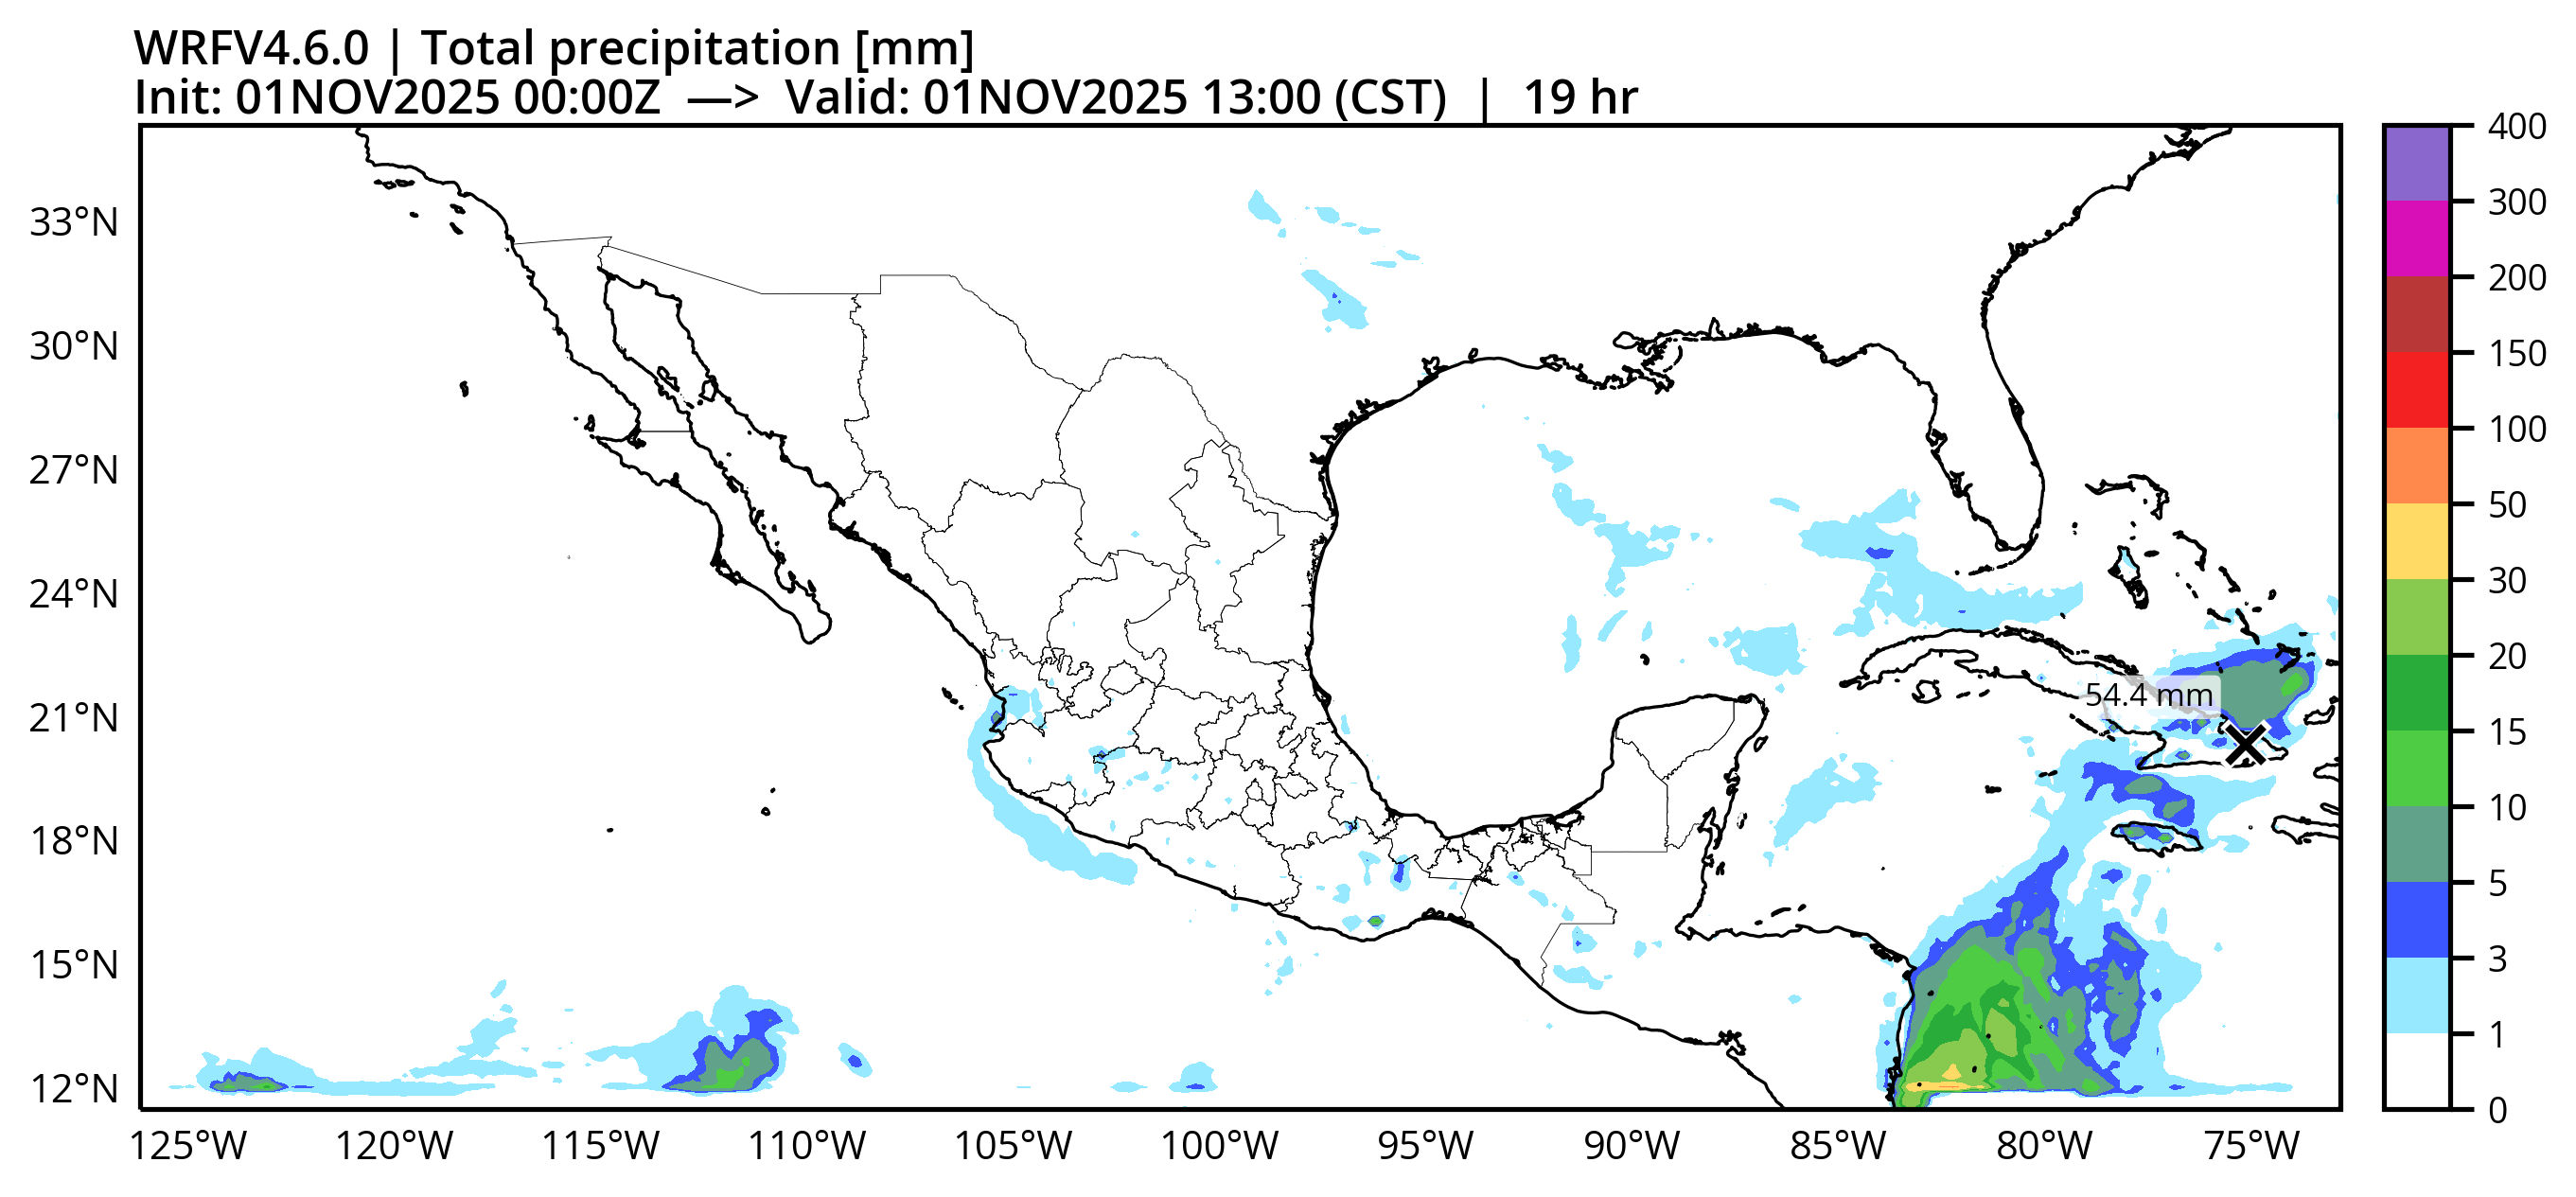 WRFV4.6.0 | Total precipitation [mm]
Init: 01NOV2025 00:00Z —> Valid: 01NOV2025 13:00 (CST) | 19 hr
33°N
30°N
27°N
24°N
21°N
18°N
15°N
12°N
125°W 120°W 115°W 110°W 105°W 100°W 95°W 90°W 85°W 80°W 75°W
54.4 mm
400
300
200
150
100
50
30
20
15
10
5
3
1
0